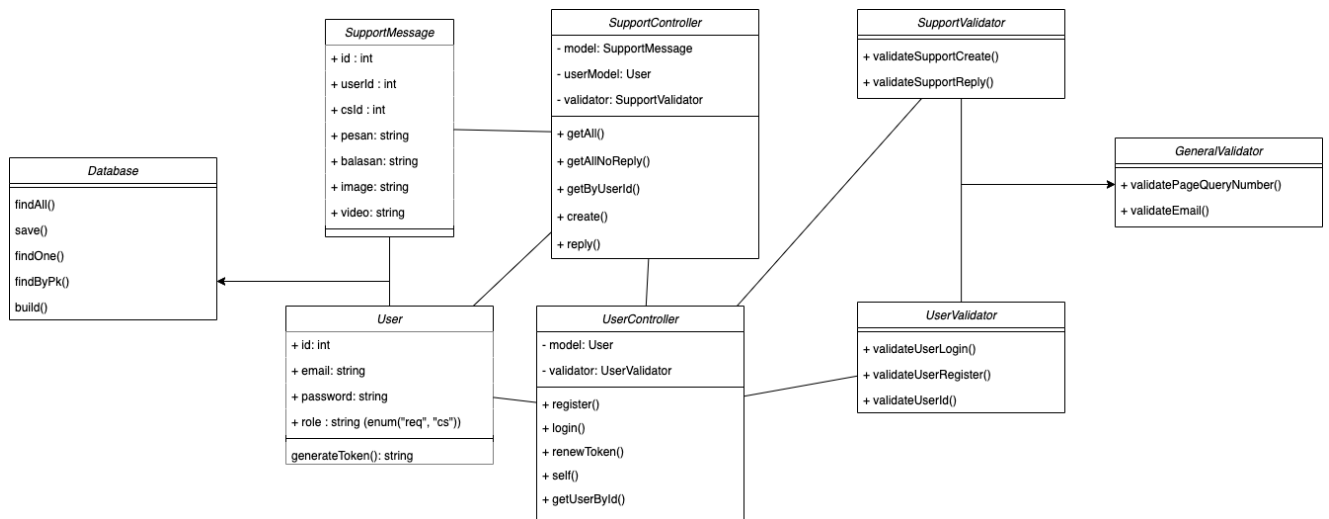 SupportMessage
+ id : int
+ userId : int
+ csId : int
+ pesan: string
+ balasan: string
+ image: string
+ video: string
SupportController
- model: SupportMessage
- userModel: User
- validator: SupportValidator
+ getAll()
+ getAllNoReply()
+ getByUserId()
+ create()
+ reply()
SupportValidator
+ validateSupportCreate()
+ validateSupportReply()
Database
findAll()
save()
findOne()
findByPk()
build()
GeneralValidator
+ validatePageQueryNumber()
+ validateEmail()
User
+ id: int
+ email: string
+ password: string
+ role : string (enum("req", "cs"))
generateToken(): string
UserController
- model: User
- validator: UserValidator
+ register()
+ login()
+ renewToken()
+ self()
+ getUserById()
UserValidator
+ validateUserLogin()
+ validateUserRegister()
+ validateUserId()